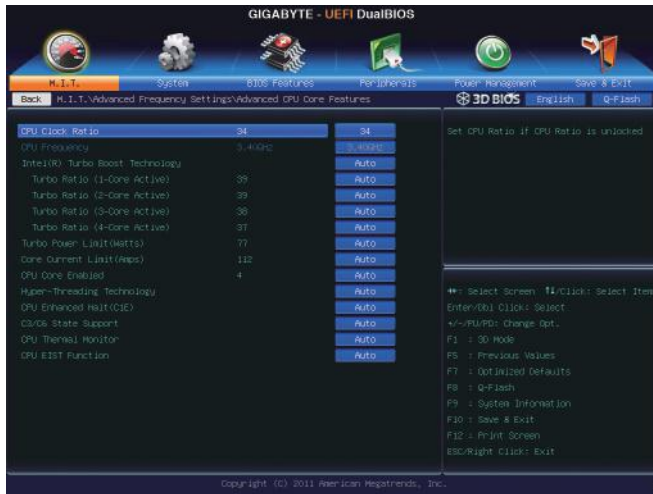 GIGABYTE - UEFI DualBIOS
M.I.T. System BIOS Features Peripherals Power Management Save & Exit
Back M.I.T.\Advanced Frequency Settings\Advanced CPU Core Features 3D BIOS English Q-Flash
CPU Clock Ratio 34 34
CPU Frequency 3.40GHz 3.40GHz
Intel(R) Turbo Boost Technology Auto
Turbo Ratio (1-Core Active) 39 Auto
Turbo Ratio (2-Core Active) 39 Auto
Turbo Ratio (3-Core Active) 38 Auto
Turbo Ratio (4-Core Active) 37 Auto
Turbo Power Limit(Watts) 77 Auto
Core Current Limit(Amps) 112 Auto
CPU Core Enabled 4 Auto
Hyper-Threading Technology Auto
CPU Enhanced Halt(C1E) Auto
C3/C6 State Support Auto
CPU Thermal Monitor Auto
CPU EIST Function Auto
Set CPU Ratio if CPU Ratio is unlocked
→←: Select Screen ↑↓/Click: Select Item
Enter/Dbl Click: Select
+/-/PU/PD: Change Opt.
F1 : 3D Mode
F5 : Previous Values
F7 : Optimized Defaults
F8 : Q-Flash
F9 : System Information
F10 : Save & Exit
F12 : Print Screen
ESC/Right Click: Exit
Copyright (C) 2011 American Megatrends, Inc.